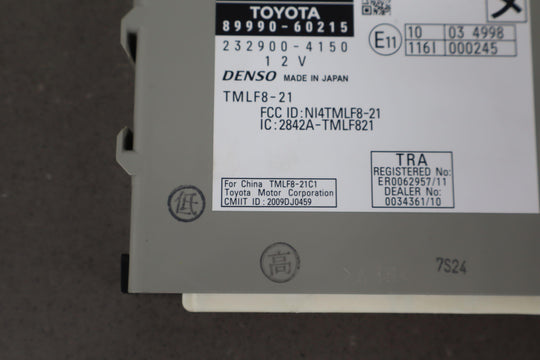 TOYOTA
89990-60215
232900-4150
12V
DENSO MADE IN JAPAN
TMLF8-21
FCC ID:NI4TMLF8-21
IC:2842A-TMLF821
E11
10 03 4998
116I 000245
TRA
REGISTERED No:
ER0062957/11
DEALER No:
0034361/10
For China TMLF8-21C1
Toyota Motor Corporation
CMIIT ID:2009DJ0459
低
高
7S24